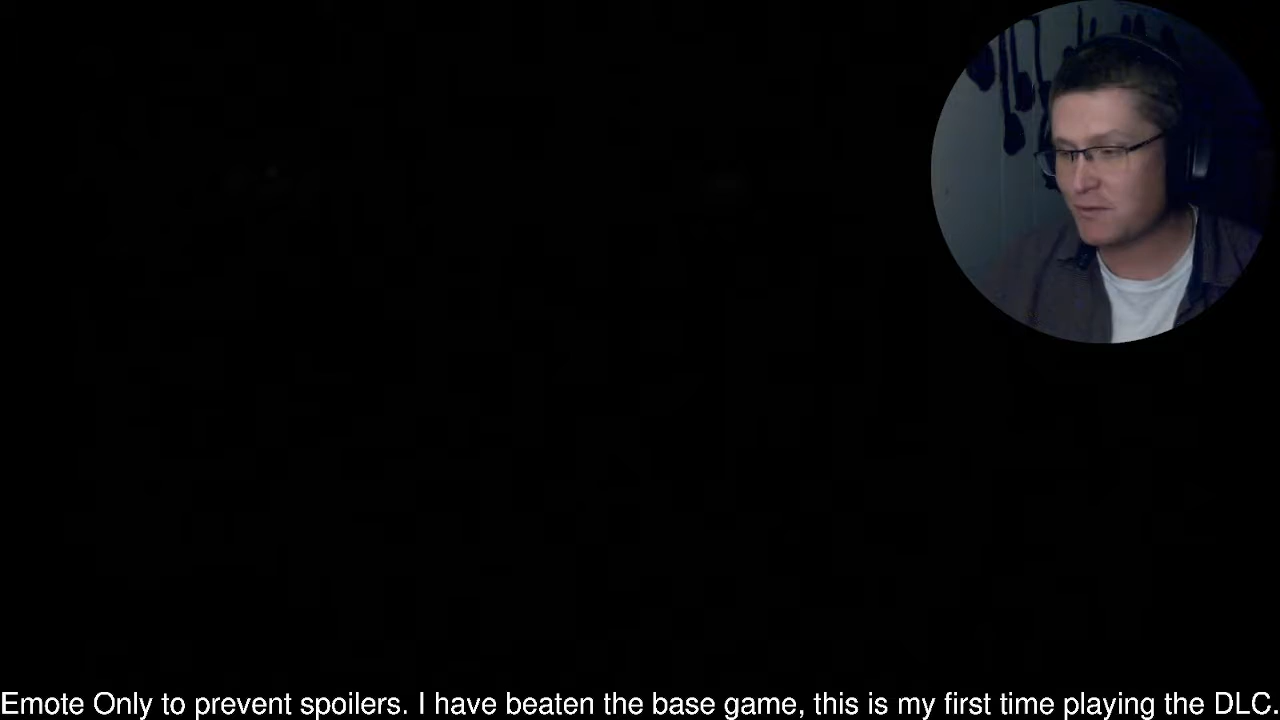 Emote Only to prevent spoilers. I have beaten the base game, this is my first time playing the DLC.